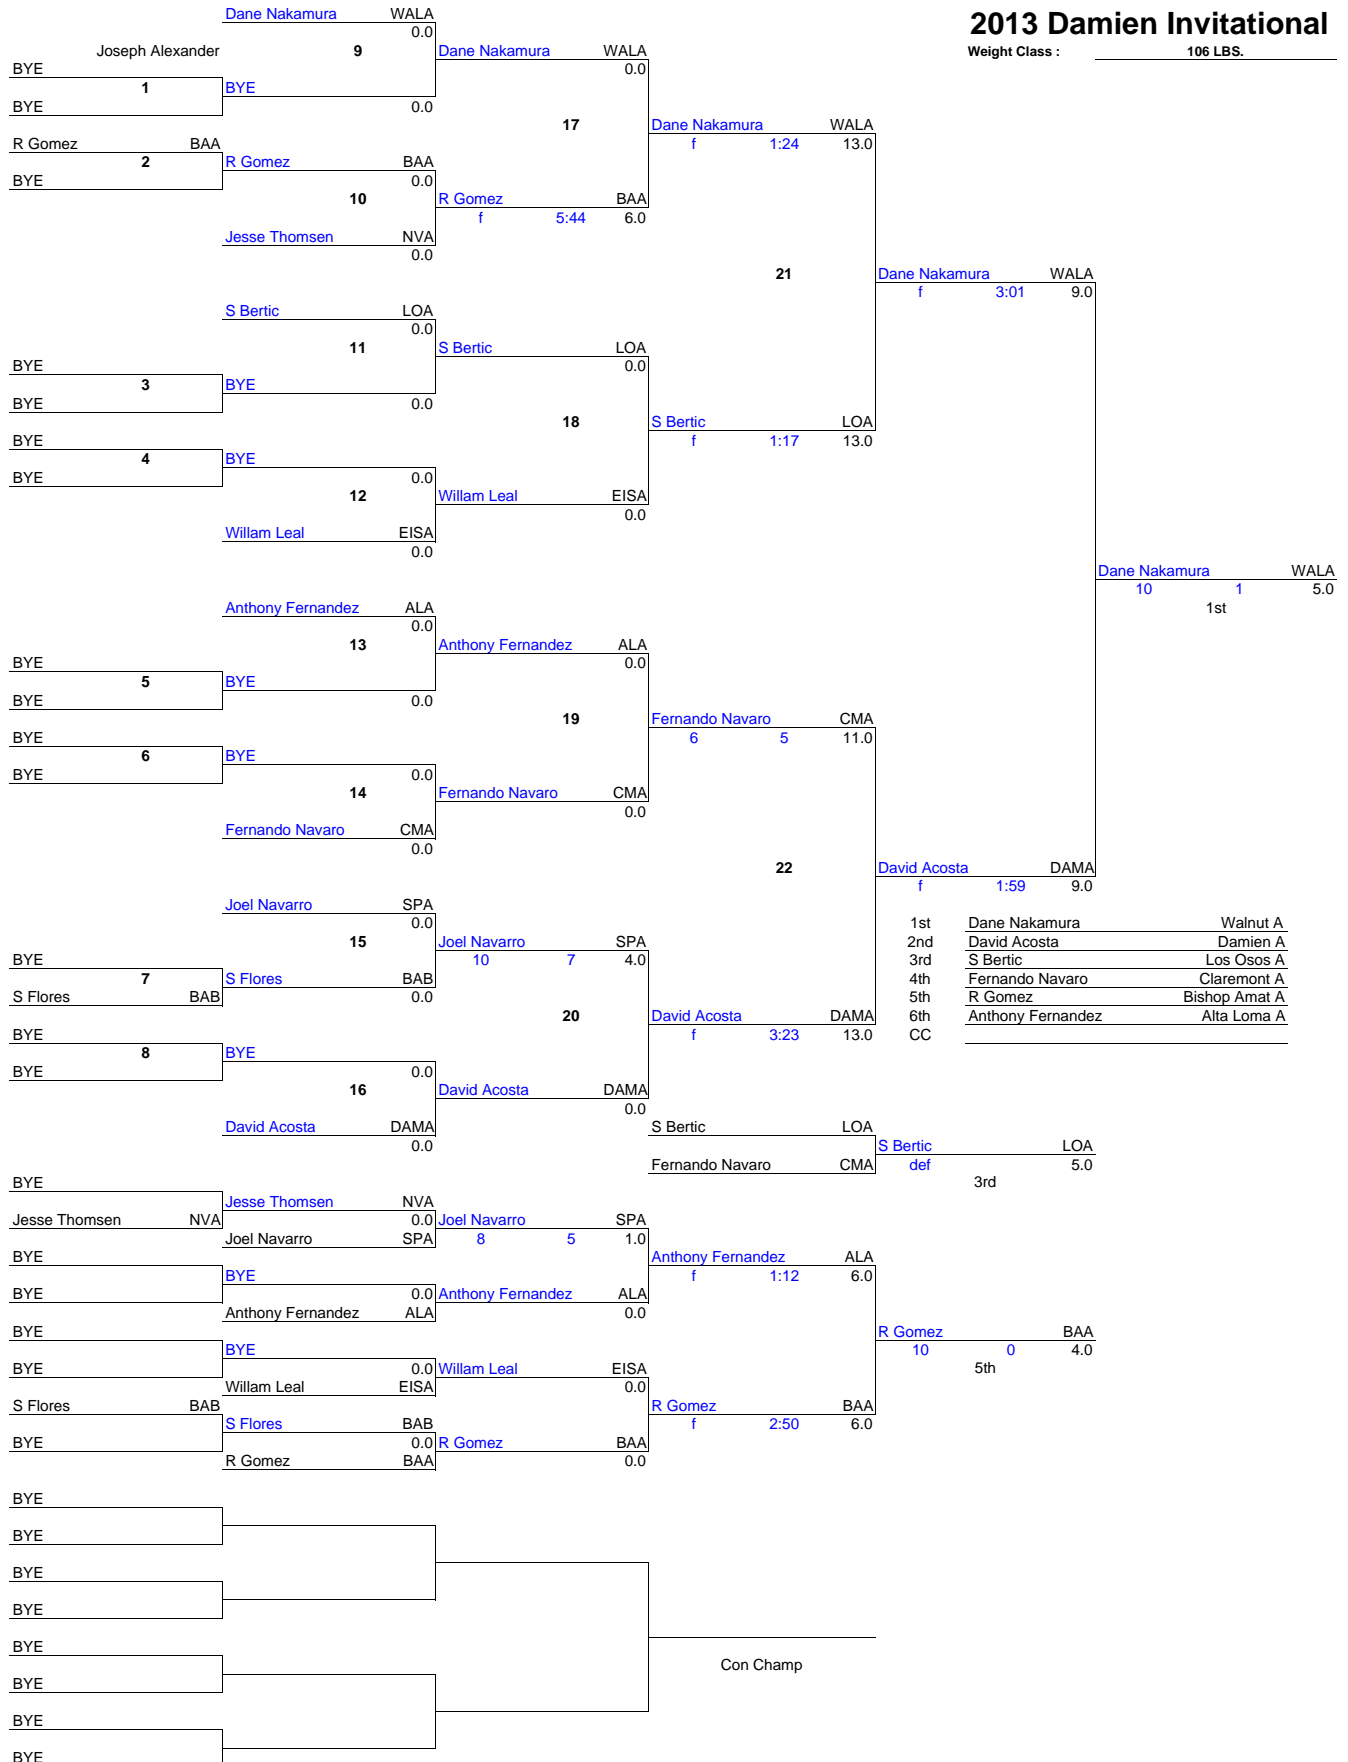 Dane Nakamura WALA 2013 Damien Invitational
0.0
Joseph Alexander 9 Dane Nakamura WALA Weight Class : 106 LBS.
BYE 0.0
1 BYE
BYE 0.0
17 Dane Nakamura WALA
R Gomez BAA f 1:24 13.0
2 R Gomez BAA
BYE 0.0
10 R Gomez BAA
f 5:44 6.0
Jesse Thomsen NVA
0.0
21 Dane Nakamura WALA
f 3:01 9.0
S Bertic LOA
0.0
11 S Bertic LOA
BYE 0.0
3 BYE
BYE 0.0
18 S Bertic LOA
BYE f 1:17 13.0
4 BYE
BYE 0.0
12 Willam Leal EISA
0.0
Willam Leal EISA
0.0
Dane Nakamura WALA
10 1 5.0
Anthony Fernandez ALA 1st
0.0
13 Anthony Fernandez ALA
BYE 0.0
5 BYE
BYE 0.0
19 Fernando Navaro CMA
BYE 6 5 11.0
6 BYE
BYE 0.0
14 Fernando Navaro CMA
0.0
Fernando Navaro CMA
0.0
22 David Acosta DAMA
f 1:59 9.0
Joel Navarro SPA
0.0 1st Dane Nakamura Walnut A
15 Joel Navarro SPA 2nd David Acosta Damien A
BYE 10 7 4.0 3rd S Bertic Los Osos A
7 S Flores BAB 4th Fernando Navaro Claremont A
S Flores BAB 0.0 5th R Gomez Bishop Amat A
20 David Acosta DAMA 6th Anthony Fernandez Alta Loma A
BYE f 3:23 13.0 CC
8 BYE
BYE 0.0
16 David Acosta DAMA
0.0
David Acosta DAMA S Bertic LOA
0.0 S Bertic LOA
Fernando Navaro CMA def 5.0
BYE 3rd
Jesse Thomsen NVA
Jesse Thomsen NVA 0.0 Joel Navarro SPA
Joel Navarro SPA 8 5 1.0
BYE Anthony Fernandez ALA
BYE f 1:12 6.0
BYE 0.0 Anthony Fernandez ALA
Anthony Fernandez ALA 0.0
BYE R Gomez BAA
BYE 10 0 4.0
BYE 0.0 Willam Leal EISA 5th
Willam Leal EISA 0.0
S Flores BAB R Gomez BAA
S Flores BAB f 2:50 6.0
BYE 0.0 R Gomez BAA
R Gomez BAA 0.0
BYE
BYE
BYE
BYE
BYE
Con Champ
BYE
BYE
BYE